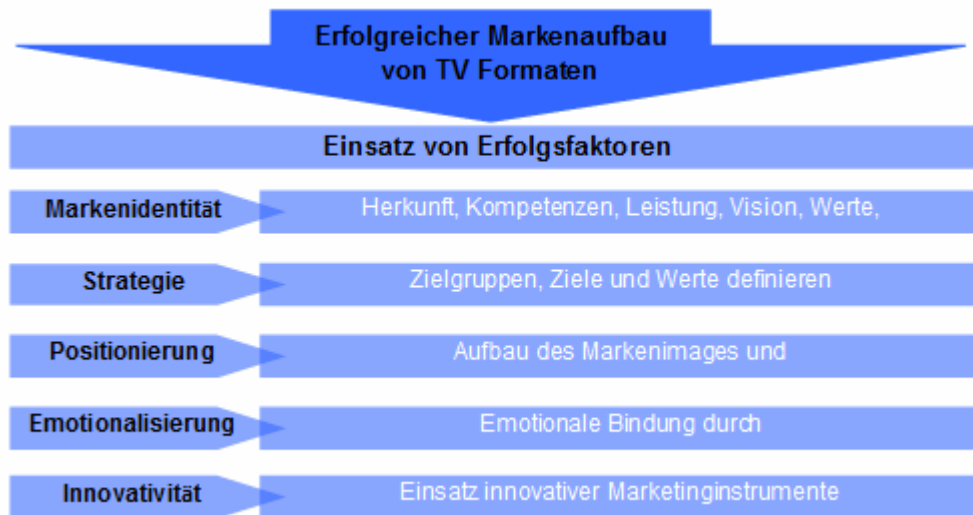 Erfolgreicher Markenaufbau
von TV Formaten
Einsatz von Erfolgsfaktoren
Markenidentität
Herkunft, Kompetenzen, Leistung, Vision, Werte,
Strategie
Zielgruppen, Ziele und Werte definieren
Positionierung
Aufbau des Markenimages und
Emotionalisierung
Emotionale Bindung durch
Innovativität
Einsatz innovativer Marketinginstrumente